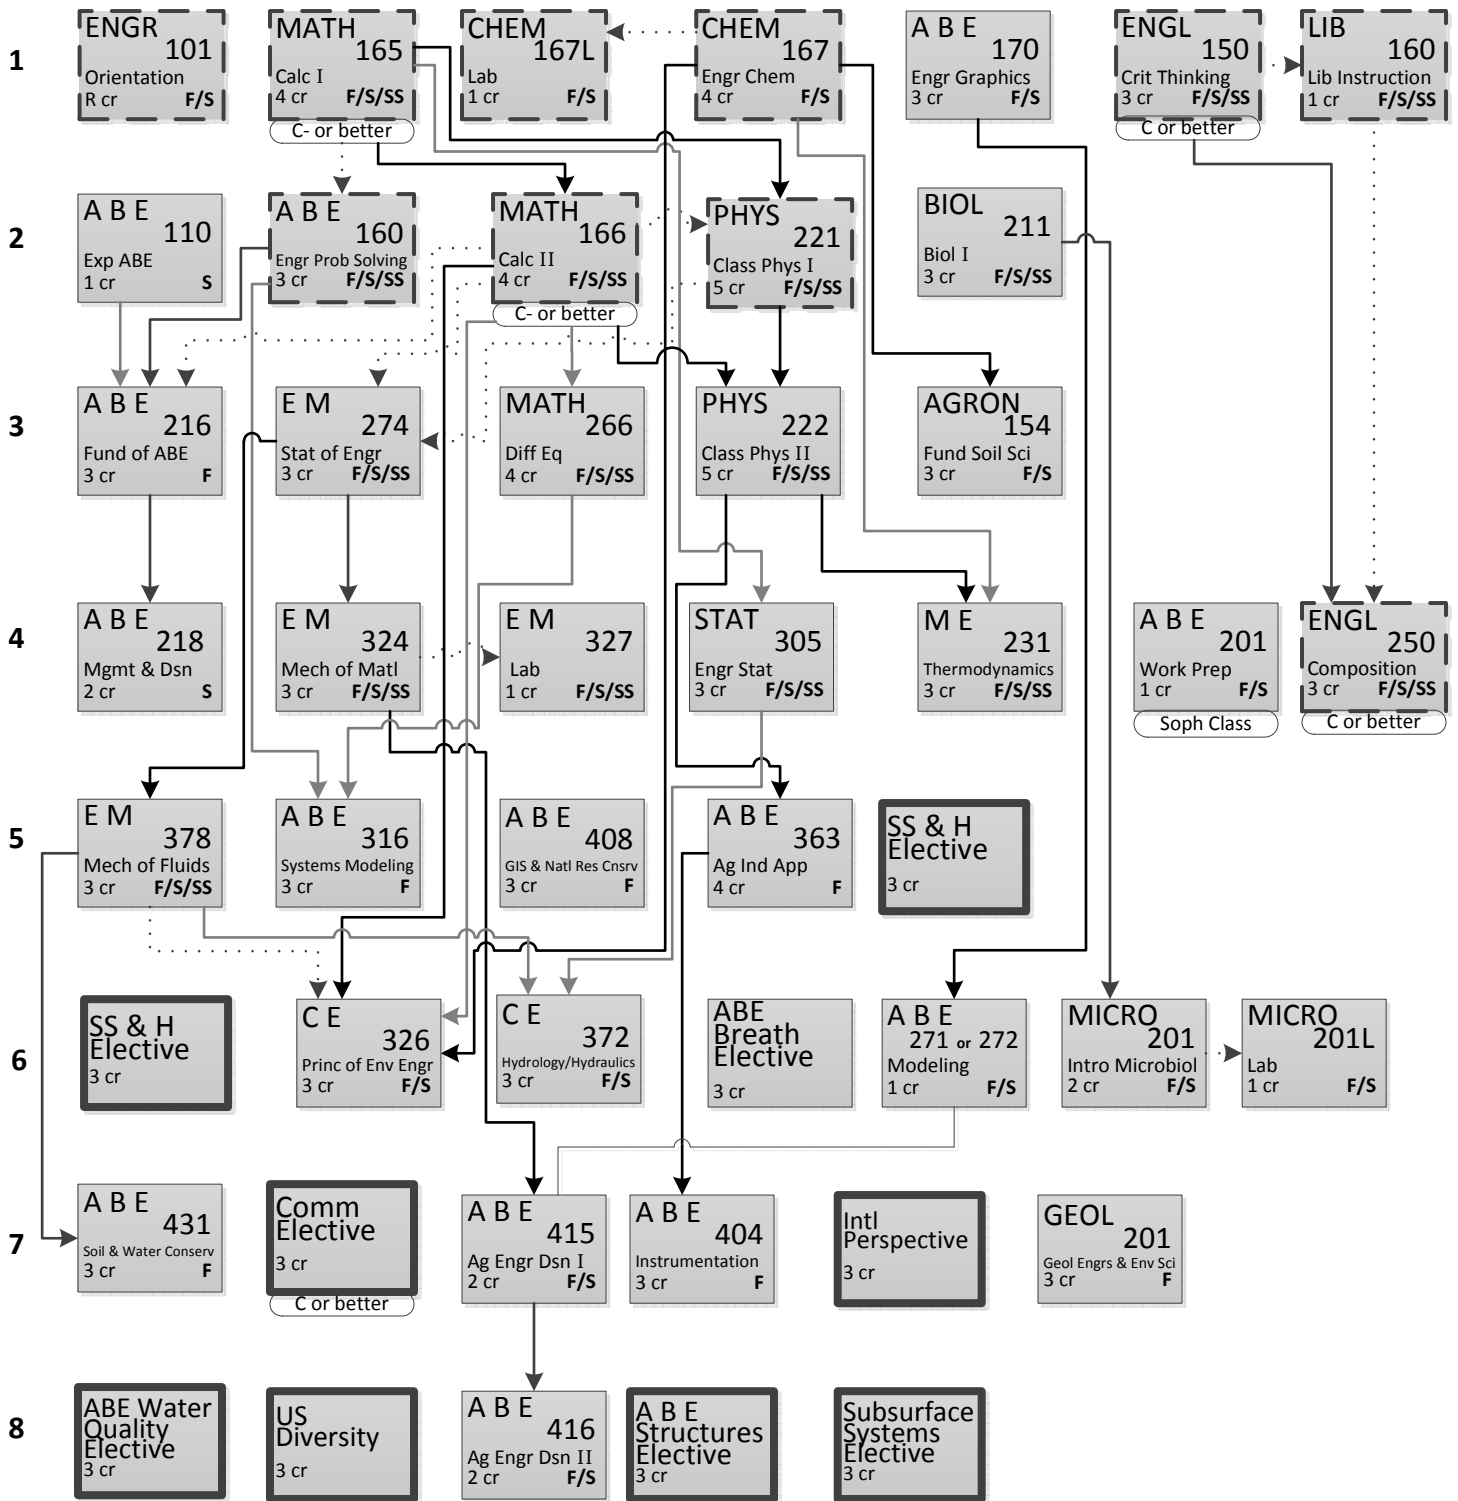 1
ENGR
101
Orientation
R cr F/S
MATH
165
Calc I
4 cr F/S/SS
C- or better
CHEM
167L
Lab
1 cr F/S
CHEM
167
Engr Chem
4 cr F/S
A B E
170
Engr Graphics
3 cr F/S
ENGL
150
Crit Thinking
3 cr F/S/SS
C or better
LIB
160
Lib Instruction
1 cr F/S/SS
2
A B E
110
Exp ABE
1 cr S
A B E
160
Engr Prob Solving
3 cr F/S/SS
MATH
166
Calc II
4 cr F/S/SS
C- or better
PHYS
221
Class Phys I
5 cr F/S/SS
BIOL
211
Biol I
3 cr F/S/SS
3
A B E
216
Fund of ABE
3 cr F
E M
274
Stat of Engr
3 cr F/S/SS
MATH
266
Diff Eq
4 cr F/S/SS
PHYS
222
Class Phys II
5 cr F/S/SS
AGRON
154
Fund Soil Sci
3 cr F/S
4
A B E
218
Mgmt & Dsn
2 cr S
E M
324
Mech of Matl
3 cr F/S/SS
E M
327
Lab
1 cr F/S/SS
STAT
305
Engr Stat
3 cr F/S/SS
M E
231
Thermodynamics
3 cr F/S/SS
A B E
201
Work Prep
1 cr F/S
Soph Class
ENGL
250
Composition
3 cr F/S/SS
C or better
5
E M
378
Mech of Fluids
3 cr F/S/SS
A B E
316
Systems Modeling
3 cr F
A B E
408
GIS & Natl Res Cnsrv
3 cr F
A B E
363
Ag Ind App
4 cr F
SS & H
Elective
3 cr
6
SS & H
Elective
3 cr
C E
326
Princ of Env Engr
3 cr F/S
C E
372
Hydrology/Hydraulics
3 cr F/S
ABE
Breath
Elective
3 cr
A B E
271 or 272
Modeling
1 cr F/S
MICRO
201
Intro Microbiol
2 cr F/S
MICRO
201L
Lab
1 cr F/S
7
A B E
431
Soil & Water Conserv
3 cr F
Comm
Elective
3 cr
C or better
A B E
415
Ag Engr Dsn I
2 cr F/S
A B E
404
Instrumentation
3 cr F
Intl
Perspective
3 cr
GEOL
201
Geol Engrs & Env Sci
3 cr F
8
ABE Water
Quality
Elective
3 cr
US
Diversity
3 cr
A B E
416
Ag Engr Dsn II
2 cr F/S
A B E
Structures
Elective
3 cr
Subsurface
Systems
Elective
3 cr